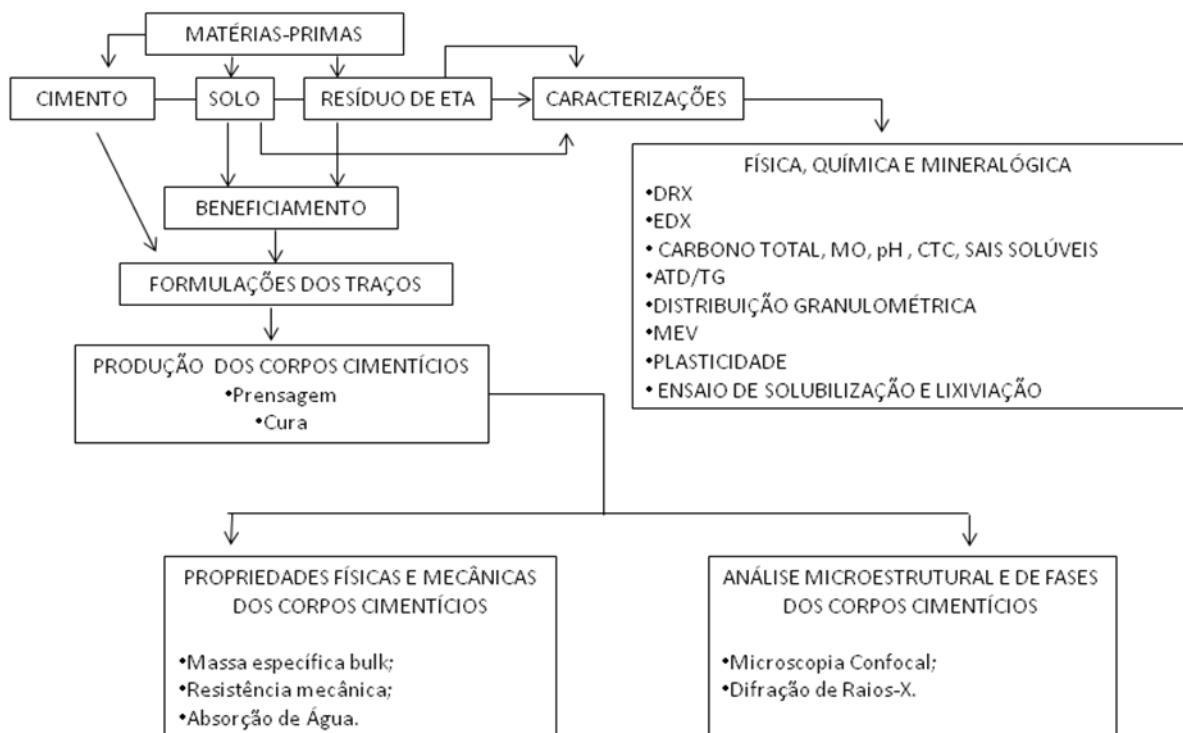 MATÉRIAS-PRIMAS
CIMENTO
SOLO
RESÍDUO DE ETA
CARACTERIZAÇÕES
BENEFICIAMENTO
FORMULAÇÕES DOS TRAÇOS
PRODUÇÃO DOS CORPOS CIMENTÍCIOS
•Prensagem
•Cura
FÍSICA, QUÍMICA E MINERALÓGICA
•DRX
•EDX
• CARBONO TOTAL, MO, pH , CTC, SAIS SOLÚVEIS
•ATD/TG
•DISTRIBUIÇÃO GRANULOMÉTRICA
•MEV
•PLASTICIDADE
• ENSAIO DE SOLUBILIZAÇÃO E LIXIVIAÇÃO
PROPRIEDADES FÍSICAS E MECÂNICAS
DOS CORPOS CIMENTÍCIOS
•Massa específica bulk;
•Resistência mecânica;
•Absorção de Água.
ANÁLISE MICROESTRUTURAL E DE FASES
DOS CORPOS CIMENTÍCIOS
•Microscopia Confocal;
•Difração de Raios-X.